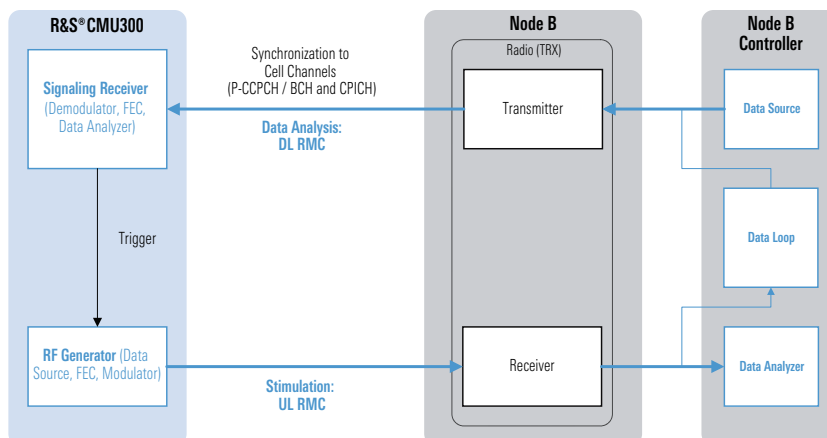 R&S®CMU300
Node B
Node B
Controller
Radio (TRX)
Synchronization to
Cell Channels
(P-CCPCH / BCH and CPICH)
Signaling Receiver
(Demodulator, FEC,
Data Analyzer)
Transmitter
Data Source
Data Analysis:
DL RMC
Trigger
Data Loop
RF Generator (Data
Source, FEC, Modulator)
Receiver
Data Analyzer
Stimulation:
UL RMC